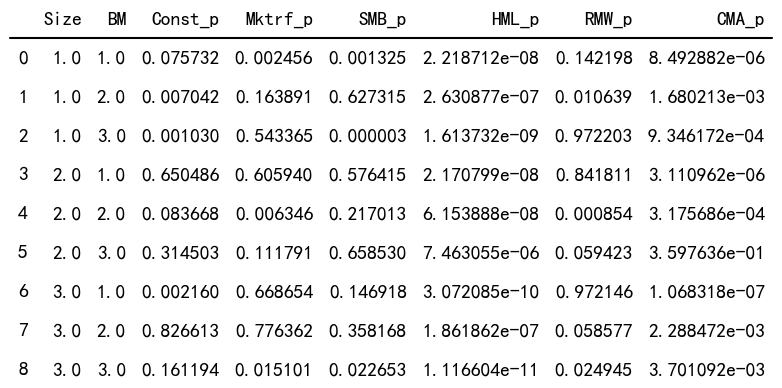 Size BM Const_p Mktrf_p SMB_p HML_p RMW_p CMA_p
0 1.0 1.0 0.075732 0.002456 0.001325 2.218712e-08 0.142198 8.492882e-06
1 1.0 2.0 0.007042 0.163891 0.627315 2.630877e-07 0.010639 1.680213e-03
2 1.0 3.0 0.001030 0.543365 0.000003 1.613732e-09 0.972203 9.346172e-04
3 2.0 1.0 0.650486 0.605940 0.576415 2.170799e-08 0.841811 3.110962e-06
4 2.0 2.0 0.083668 0.006346 0.217013 6.153888e-08 0.000854 3.175686e-04
5 2.0 3.0 0.314503 0.111791 0.658530 7.463055e-06 0.059423 3.597636e-01
6 3.0 1.0 0.002160 0.668654 0.146918 3.072085e-10 0.972146 1.068318e-07
7 3.0 2.0 0.826613 0.776362 0.358168 1.861862e-07 0.058577 2.288472e-03
8 3.0 3.0 0.161194 0.015101 0.022653 1.116604e-11 0.024945 3.701092e-03